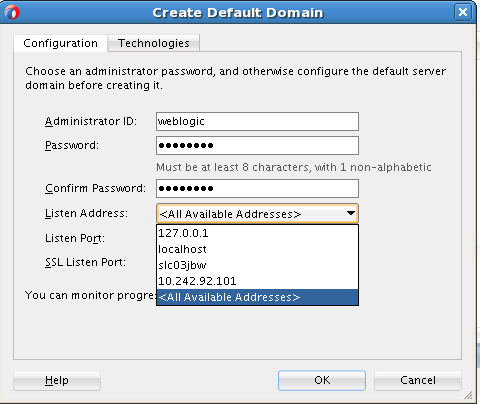 Create Default Domain
Configuration
Technologies
Choose an administrator password, and otherwise configure the default server
domain before creating it.
Administrator ID: weblogic
Password: ●●●●●●●●
Must be at least 8 characters, with 1 non-alphabetic
Confirm Password: ●●●●●●●●
Listen Address: <All Available Addresses>
127.0.0.1
Listen Port:
localhost
slc03jbw
SSL Listen Port:
10.242.92.101
You can monitor progre
<All Available Addresses>
Help
OK
Cancel